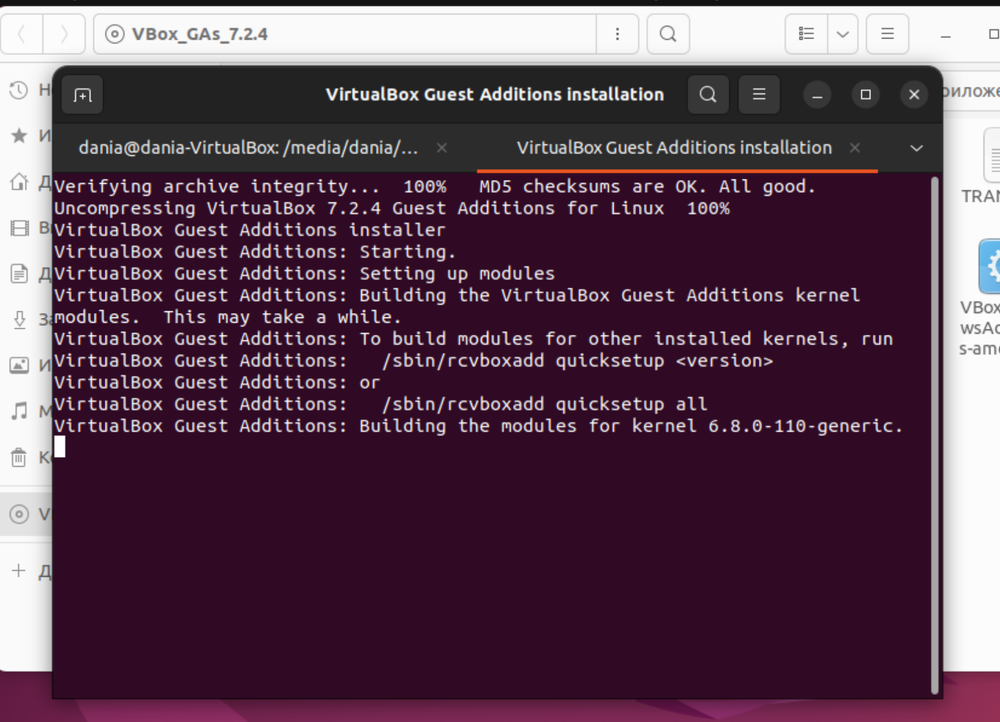 VBox_GAs_7.2.4
VirtualBox Guest Additions installation
dania@dania-VirtualBox: /media/dania/...
VirtualBox Guest Additions installation
Verifying archive integrity...  100%   MD5 checksums are OK. All good.
Uncompressing VirtualBox 7.2.4 Guest Additions for Linux  100%
VirtualBox Guest Additions installer
VirtualBox Guest Additions: Starting.
VirtualBox Guest Additions: Setting up modules
VirtualBox Guest Additions: Building the VirtualBox Guest Additions kernel
modules.  This may take a while.
VirtualBox Guest Additions: To build modules for other installed kernels, run
VirtualBox Guest Additions:   /sbin/rcvboxadd quicksetup <version>
VirtualBox Guest Additions: or
VirtualBox Guest Additions:   /sbin/rcvboxadd quicksetup all
VirtualBox Guest Additions: Building the modules for kernel 6.8.0-110-generic.